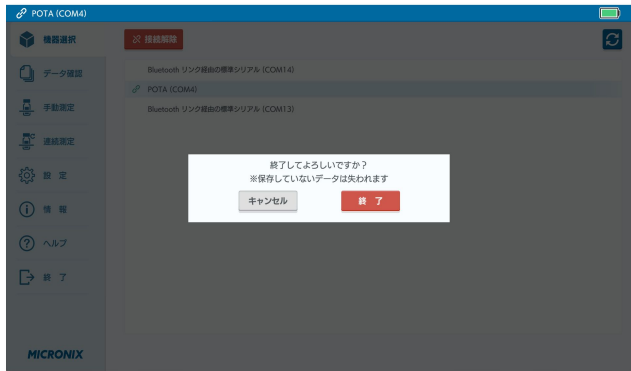 POTA (COM4)
機器選択
接続解除
データ確認
手動測定
連続測定
設 定
情 報
ヘルプ
終 了
Bluetooth リンク経由の標準シリアル (COM14)
POTA (COM4)
Bluetooth リンク経由の標準シリアル (COM13)
終了してよろしいですか？
※保存していないデータは失われます
キャンセル
終 了
MICRONIX